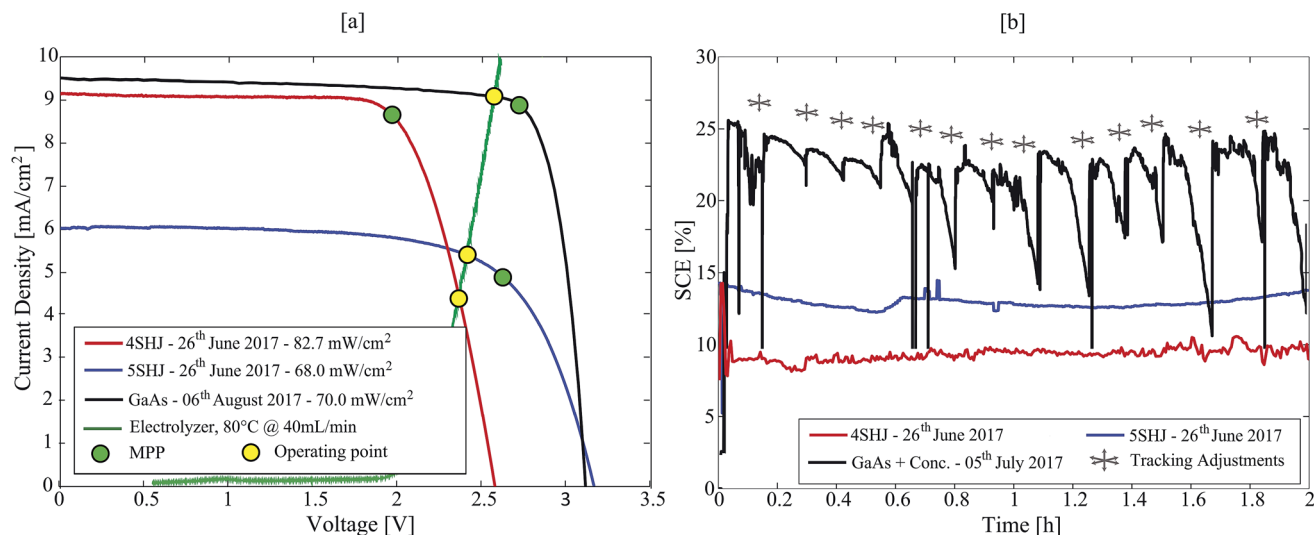 [a]
10
9
8
7
6
5
4
3
2
1
0
Current Density [mA/cm²]
4SHJ - 26th June 2017 - 82.7 mW/cm²
5SHJ - 26th June 2017 - 68.0 mW/cm²
GaAs - 06th August 2017 - 70.0 mW/cm²
Electrolyzer, 80°C @ 40mL/min
MPP Operating point
0 0.5 1 1.5 2 2.5 3 3.5
Voltage [V]
[b]
30
25
20
15
10
5
0
SCE [%]
4SHJ - 26th June 2017 5SHJ - 26th June 2017
GaAs + Conc. - 05th July 2017 Tracking Adjustments
0 0.2 0.4 0.6 0.8 1 1.2 1.4 1.6 1.8 2
Time [h]